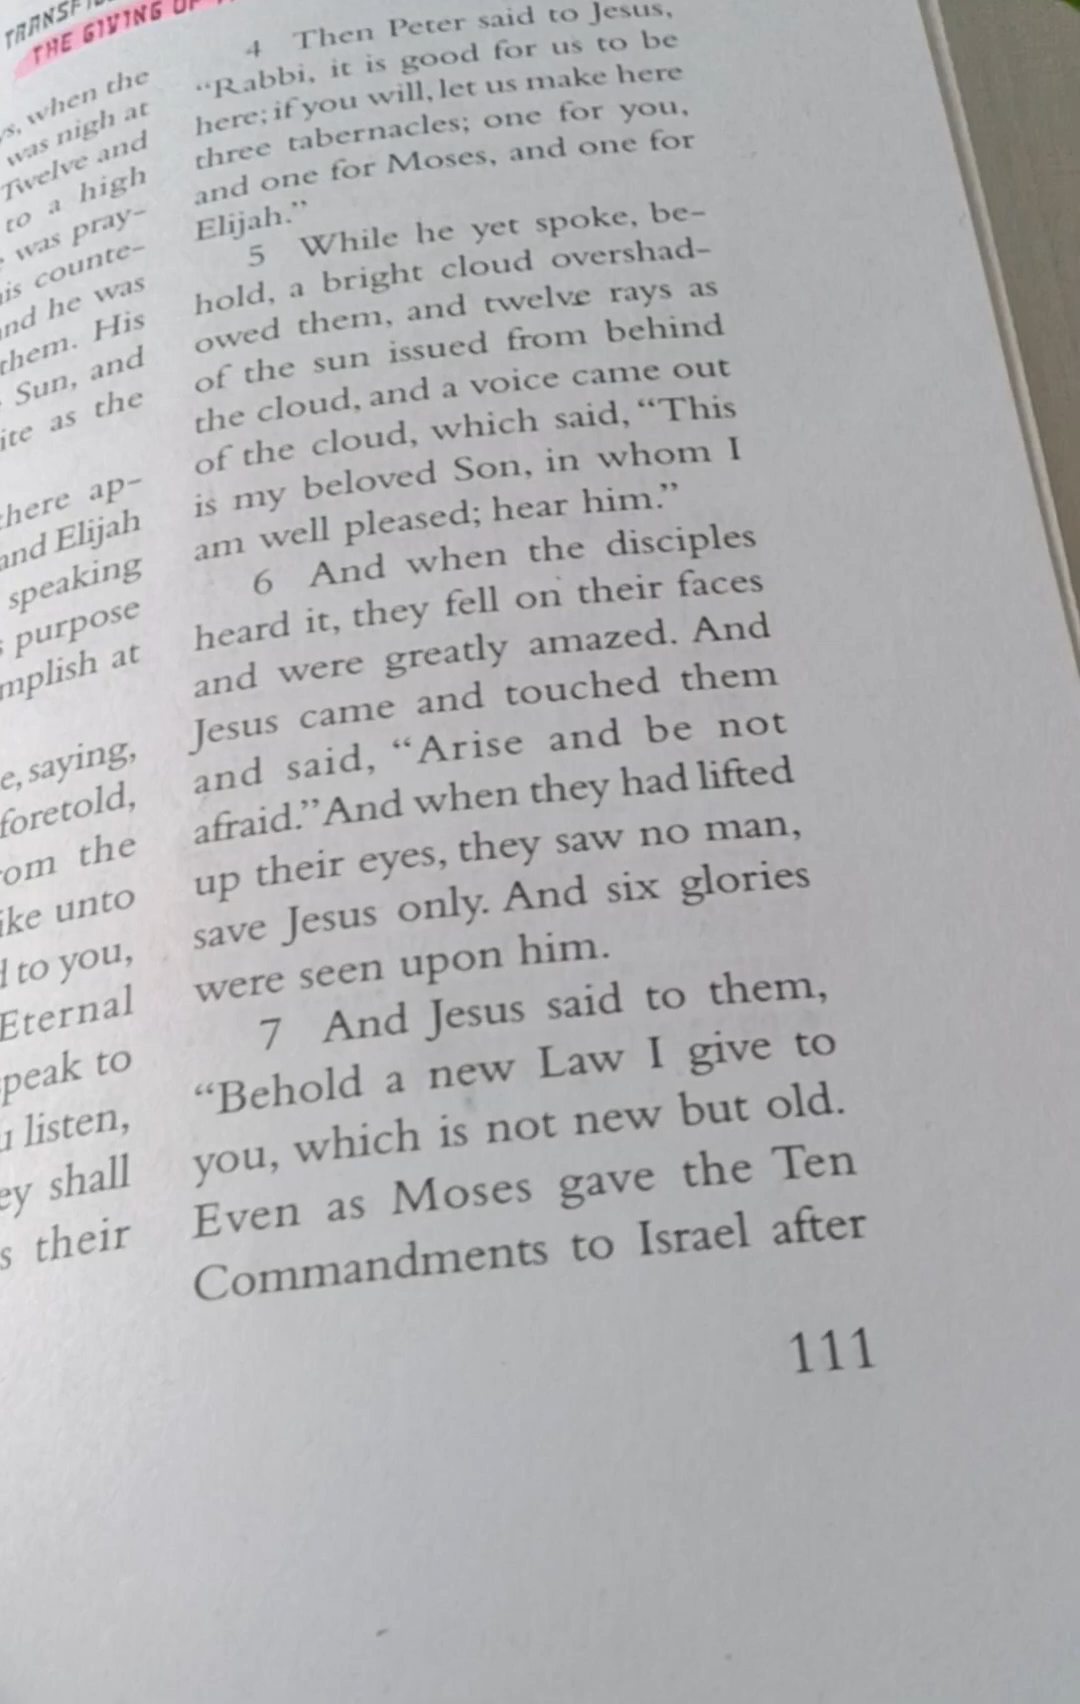 TRANSFI
THE GIVING OF
when the
was nigh at
Twelve and
to a high
was pray-
his counte-
and he was
them. His
Sun, and
as the
there ap-
and Elijah
speaking
purpose
at
saying,
foretold,
the
unto
to you,
Eternal
to
listen,
shall
their
4 Then Peter said to Jesus,
“Rabbi, it is good for us to be
here; if you will, let us make here
three tabernacles; one for you,
and one for Moses, and one for
Elijah.”
5 While he yet spoke, be-
hold, a bright cloud overshad-
owed them, and twelve rays as
of the sun issued from behind
the cloud, and a voice came out
of the cloud, which said, “This
is my beloved Son, in whom I
am well pleased; hear him.”
6 And when the disciples
heard it, they fell on their faces
and were greatly amazed. And
Jesus came and touched them
and said, “Arise and be not
afraid.” And when they had lifted
up their eyes, they saw no man,
save Jesus only. And six glories
were seen upon him.
7 And Jesus said to them,
“Behold a new Law I give to
you, which is not new but old.
Even as Moses gave the Ten
Commandments to Israel after
111